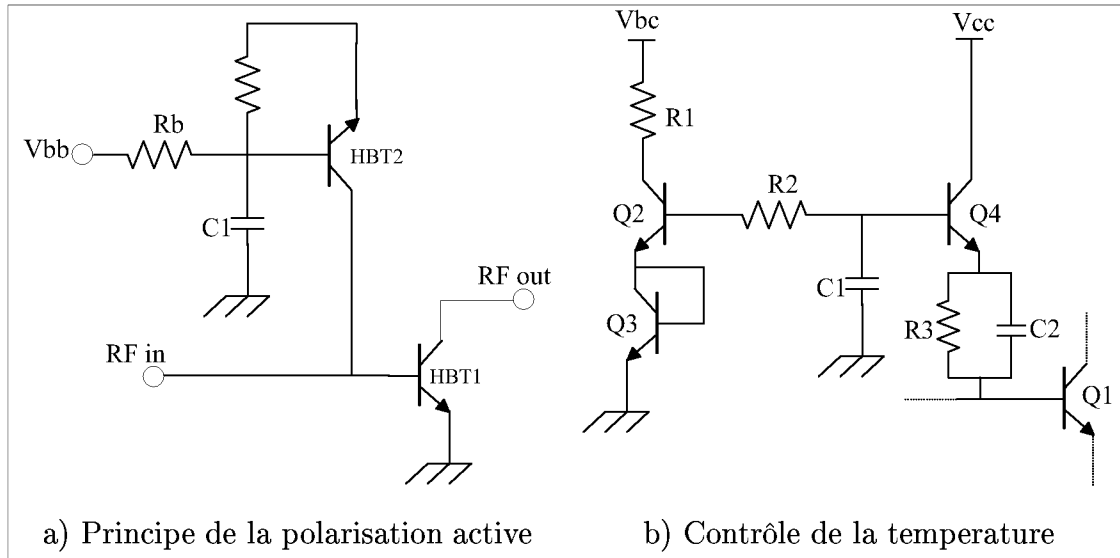 Vbc
Vcc
Rb
Vbb
HBT2
C1
RF out
RF in
HBT1
R1
R2
Q2
Q4
C1
Q3
R3
C2
Q1
a) Principe de la polarisation active
b) Contrôle de la temperature